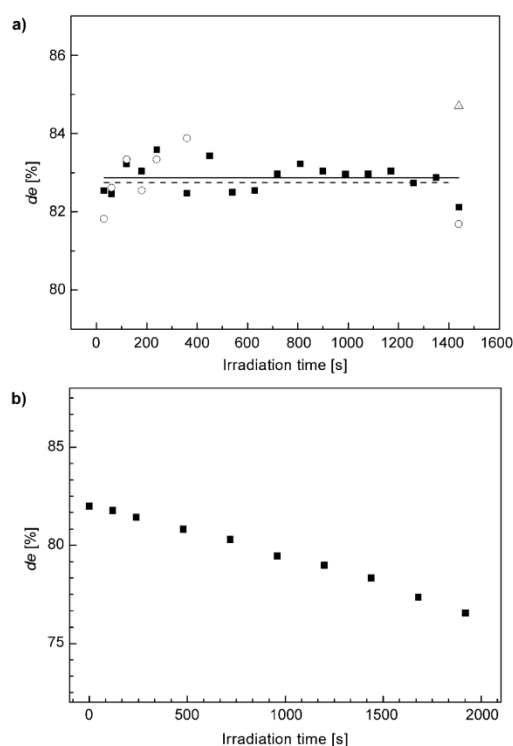 a)
86
84
82
80
de [%]
0 200 400 600 800 1000 1200 1400 1600
Irradiation time [s]
b)
85
80
75
de [%]
0 500 1000 1500 2000
Irradiation time [s]